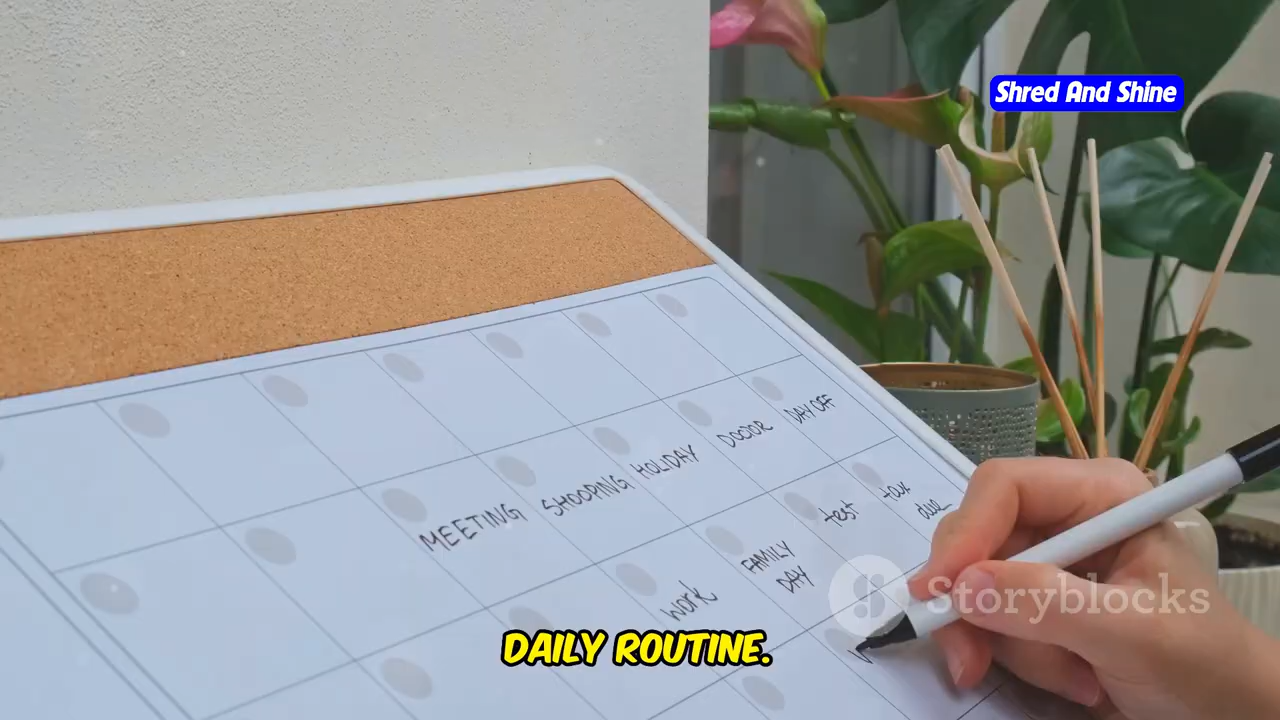 Shred And Shine
DAY OFF
DOCTOR
HOLIDAY
SHOOPING
MEETING
tax
due
test
FAMILY
DAY
work
Storyblocks
DAILY ROUTINE.